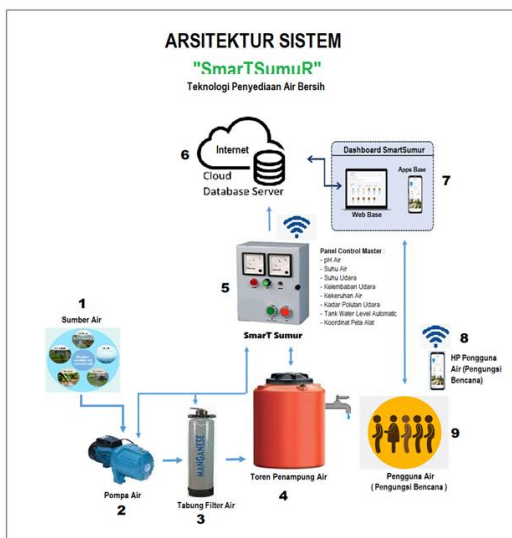 ARSITEKTUR SISTEM
"SmarTSumuR"
Teknologi Penyediaan Air Bersih
6
Internet
Cloud
Database Server
Dashboard SmartSumur
Apps Base
Web Base
7
5
SmarT Sumur
Panel Control Master :
- pH Air
- Suhu Air
- Suhu Udara
- Kelembaban Udara
- Kekeruhan Air
- Kadar Polutan Udara
- Tank Water Level Automatic
- Koordinat Peta Alat
1
Sumber Air
8
HP Pengguna
Air (Pengungsi
Bencana)
Pompa Air
2
MANGANESE
Tabung Filter Air
3
Toren Penampung Air
4
9
Pengguna Air
( Pengungsi Bencana )